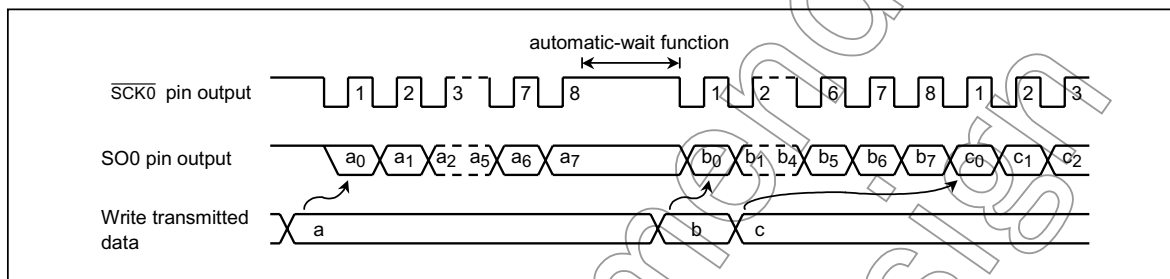 automatic-wait function
SCK0 pin output 1 2 3 7 8 1 2 6 7 8 1 2 3
SO0 pin output a0 a1 a2 a5 a6 a7 b0 b1 b4 b5 b6 b7 c0 c1 c2
Write transmitted
data
a b c